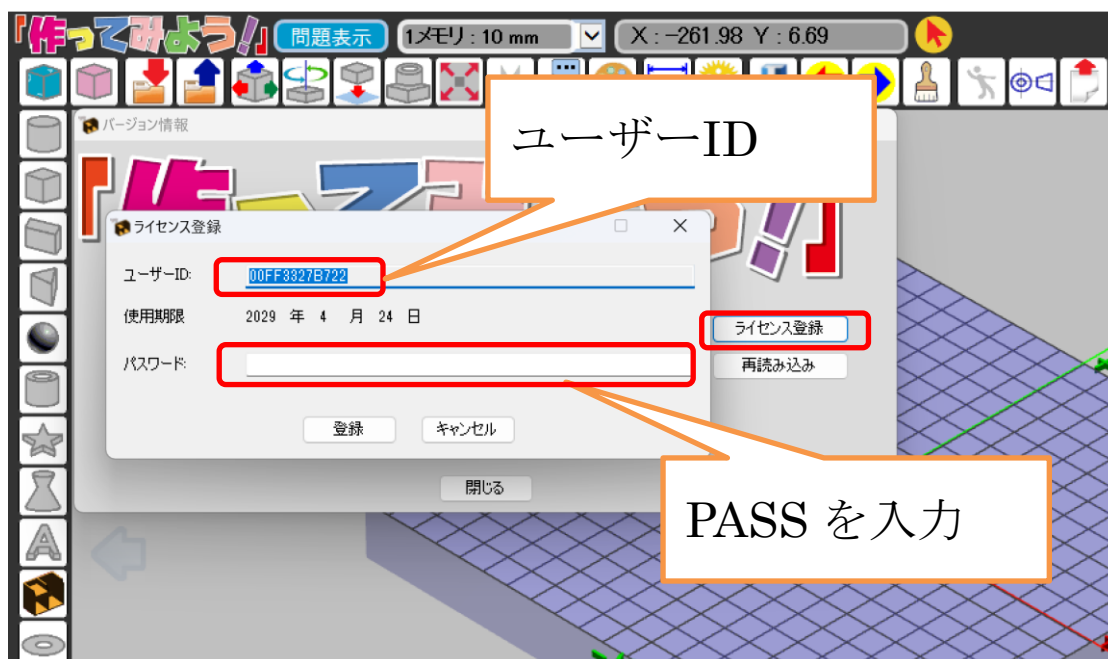 『作ってみよう!』 問題表示 1メモリ : 10 mm X : -261.98 Y : 6.69
バージョン情報
ユーザーID
『作って
!』
ライセンス登録
ユーザーID: 00FF3327B722
使用期限 2029 年 4 月 24 日
ライセンス登録
パスワード:
再読み込み
登録 キャンセル
閉じる
PASS を入力
A